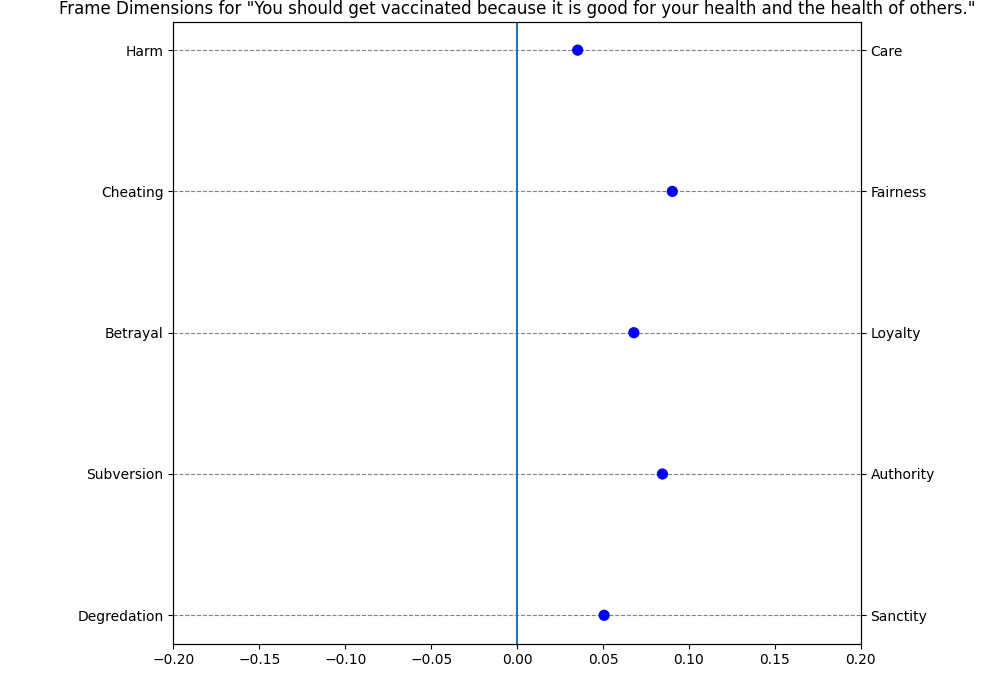 Frame Dimensions for "You should get vaccinated because it is good for your health and the health of others."
Harm Care
Cheating Fairness
Betrayal Loyalty
Subversion Authority
Degredation Sanctity
−0.20 −0.15 −0.10 −0.05 0.00 0.05 0.10 0.15 0.20